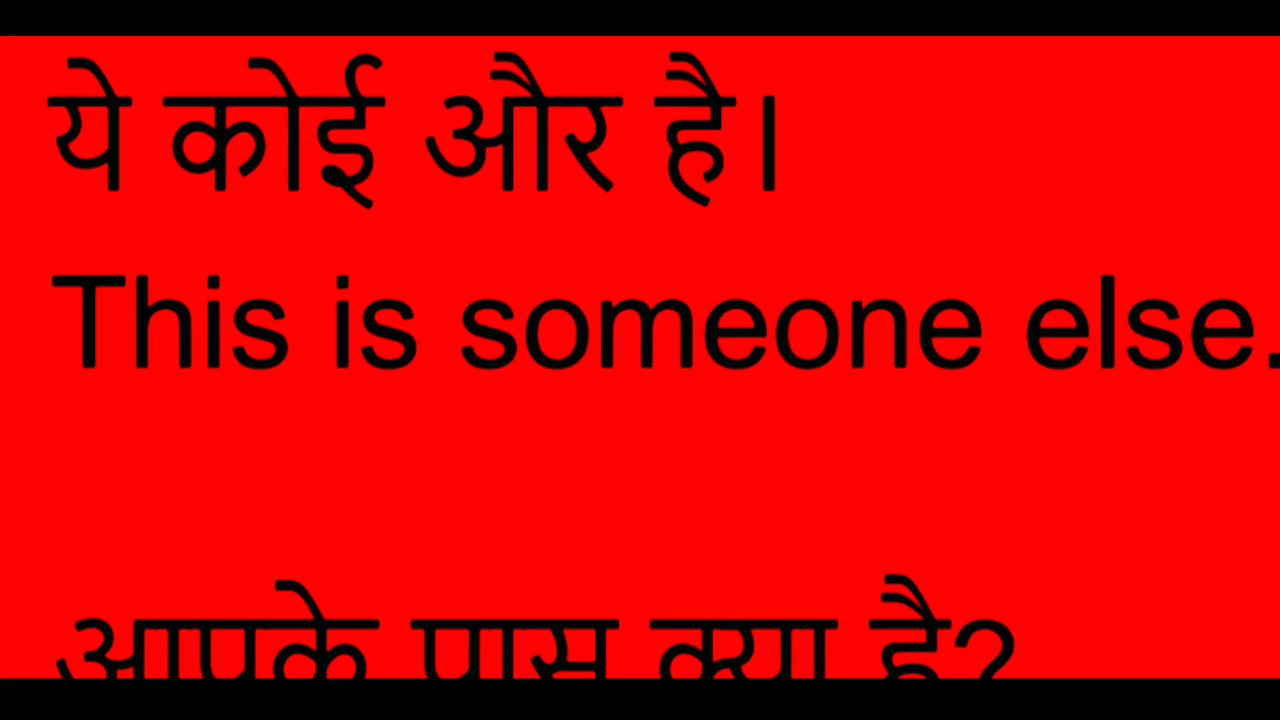 ये कोई और है।
This is someone else.
आपके पास क्या है?